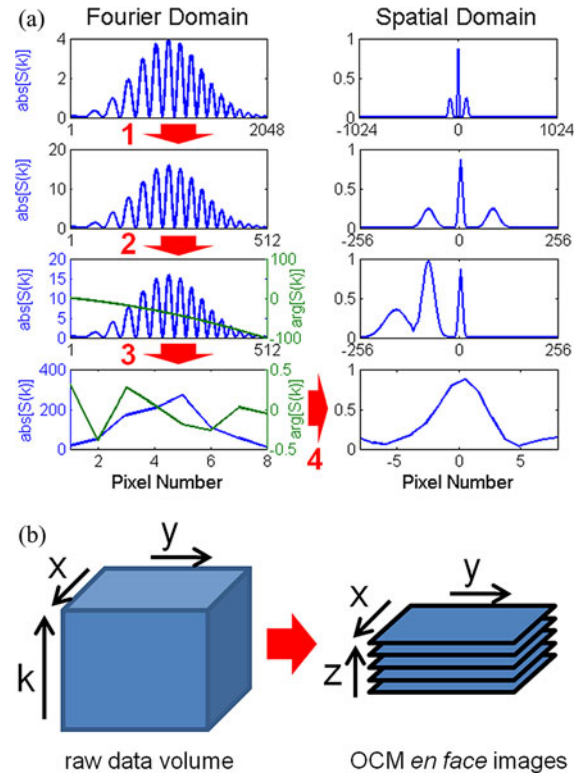 (a) Fourier Domain Spatial Domain
abs[S(k)]
4
2
0
1 2048
1
0.5
0
-1024 0 1024
1
abs[S(k)]
20
10
0
1 512
1
0.5
0
-256 0 256
2
abs[S(k)]
20
15
10
5
0
1 512
100
0
-100
arg[S(k)]
1
0.5
0
-256 0 256
3
abs[S(k)]
400
200
0
2 4 6 8
0.5
0
-0.5
arg[S(k)]
Pixel Number
4
1
0.5
0
-5 0 5
Pixel Number
(b)
x y
k
raw data volume
x y
z
OCM en face images